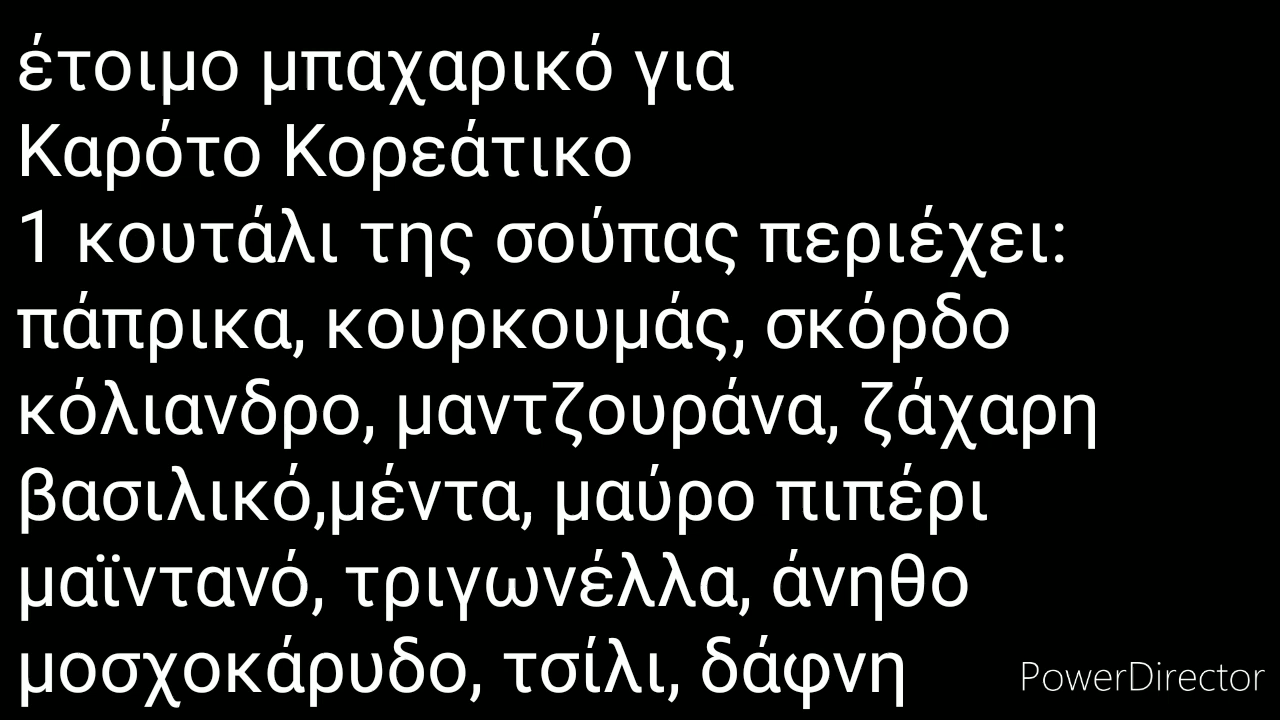 έτοιμο μπαχαρικό για
Καρότο Κορεάτικο
1 κουτάλι της σούπας περιέχει:
πάπρικα, κουρκουμάς, σκόρδο
κόλιανδρο, μαντζουράνα, ζάχαρη
βασιλικό,μέντα, μαύρο πιπέρι
μαϊντανό, τριγωνέλλα, άνηθο
μοσχοκάρυδο, τσίλι, δάφνη
PowerDirector